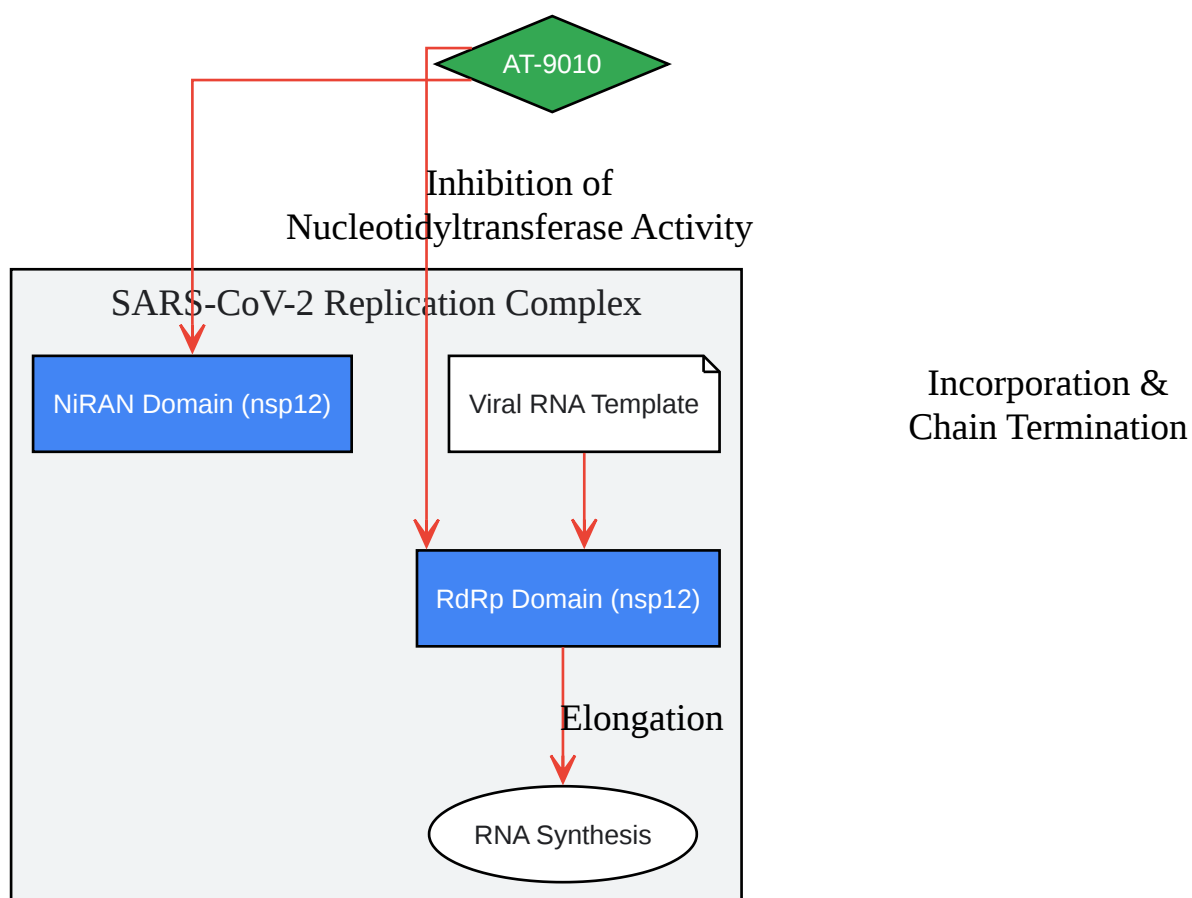 AT-9010
Inhibition of
Nucleotidyltransferase Activity
SARS-CoV-2 Replication Complex
NiRAN Domain (nsp12)
Viral RNA Template
Incorporation &
Chain Termination
RdRp Domain (nsp12)
Elongation
RNA Synthesis